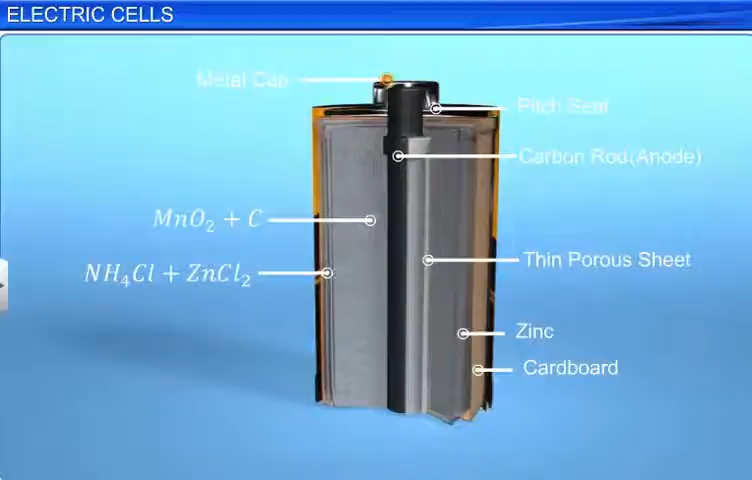 ELECTRIC CELLS
Metal Cap
Pitch Seal
Carbon Rod(Anode)
MnO₂ + C
Thin Porous Sheet
NH₄Cl + ZnCl₂
Zinc
Cardboard